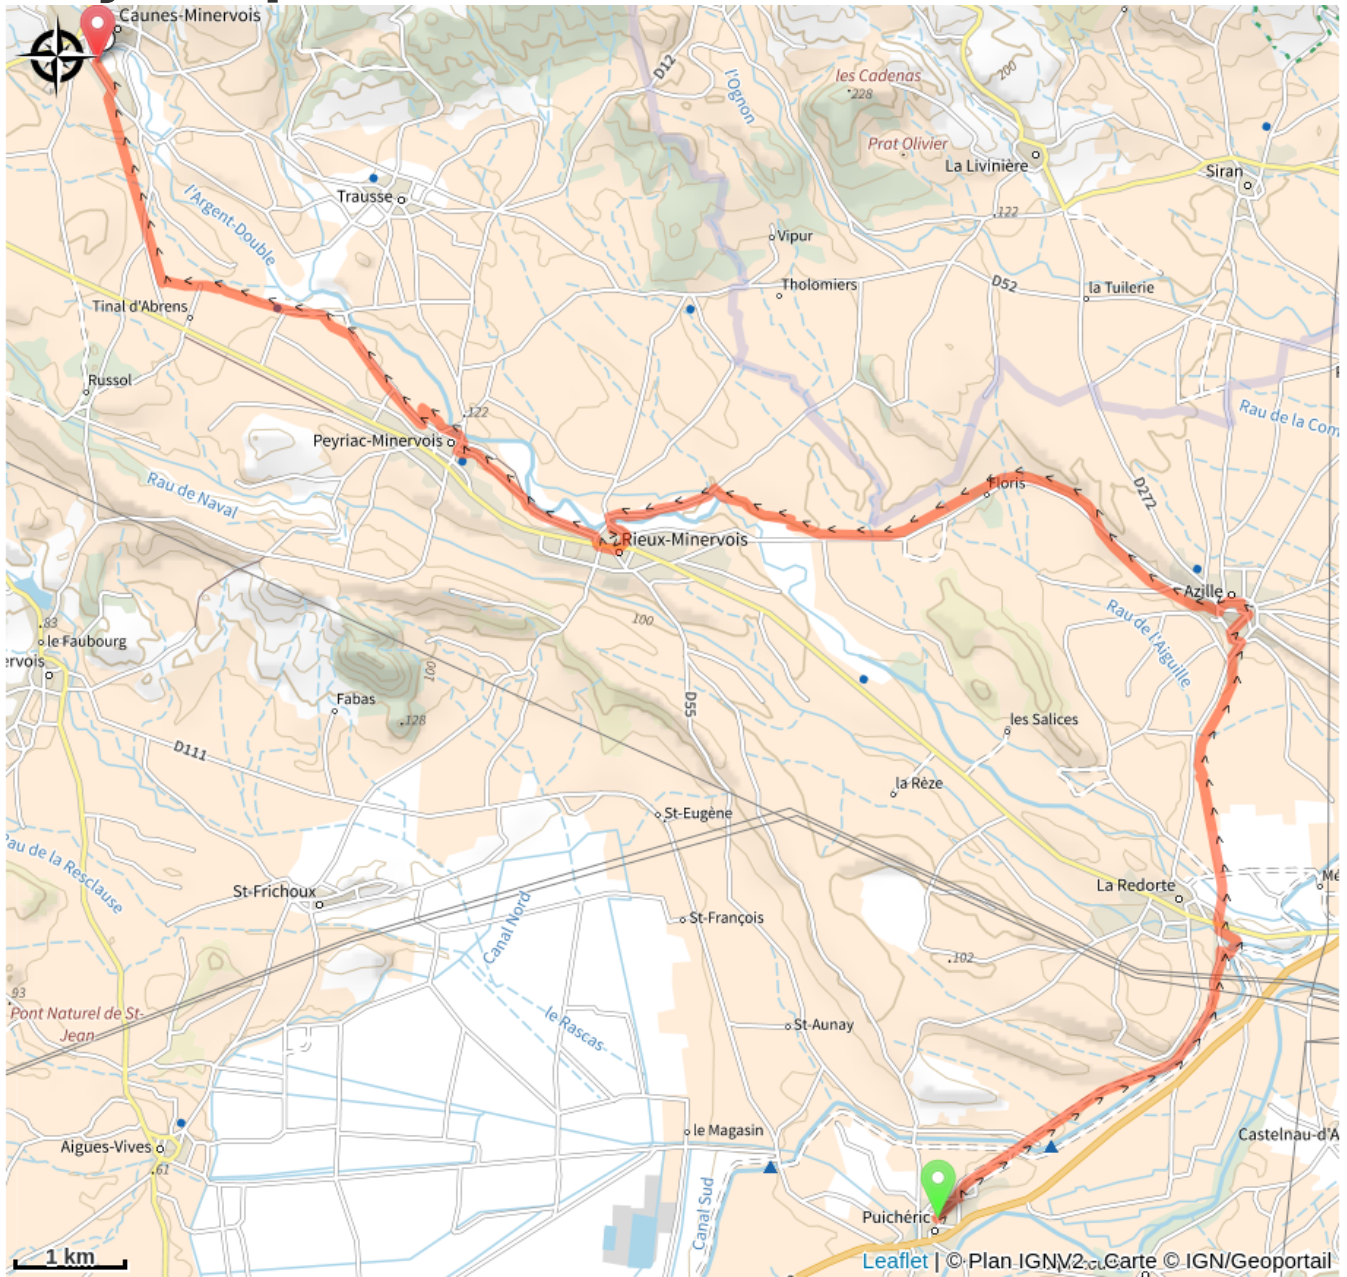 Caunes-Minervois
D12
l'Ognon
les Cadenas
228
200
Prat Olivier
La Livinière
Siran
Trausse
l'Argent-Double
122
Vipur
Tholomiers
D52
la Tuilerie
Tinal d'Abrens
Russol
Rau de la Com
122
Peyriac-Minervois
Rau de Naval
Floris
D272
Rieux-Minervois
Azille
83
le Faubourg
ervois
100
Rau de l'Aiguille
100
Fabas
128
D55
les Salices
D111
la Rèze
St-Eugène
au de la Resclause
St-Frichoux
La Redorte
Mé
Canal Nord
St-François
102
93
Pont Naturel de St-
Jean
le Rascas
St-Aunay
Aigues-Vives
61
le Magasin
Castelnau-d'A
Canal Sud
Puichéric
1 km
Leaflet | © Plan IGNV2 - Carte © IGN/Geoportail